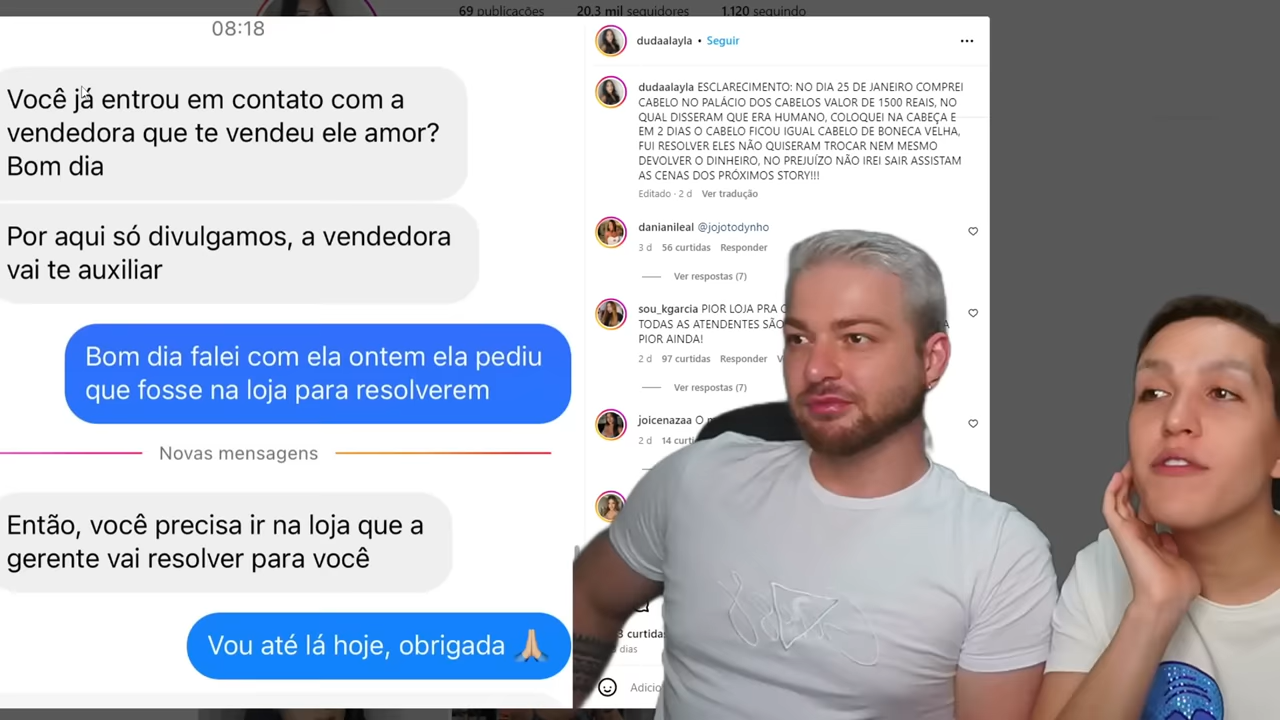 69 publicações 20.3 mil seguidores 1.120 seguindo
08:18
Você já entrou em contato com a
vendedora que te vendeu ele amor?
Bom dia
Por aqui só divulgamos, a vendedora
vai te auxiliar
Bom dia falei com ela ontem ela pediu
que fosse na loja para resolverem
Novas mensagens
Então, você precisa ir na loja que a
gerente vai resolver para você
Vou até lá hoje, obrigada 🙏🏼
dudaalayla • Seguir
dudaalayla ESCLARECIMENTO: NO DIA 25 DE JANEIRO COMPREI
CABELO NO PALÁCIO DOS CABELOS VALOR DE 1500 REAIS, NO
QUAL DISSERAM QUE ERA HUMANO, COLOQUEI NA CABEÇA E
EM 2 DIAS O CABELO FICOU IGUAL CABELO DE BONECA VELHA,
FUI RESOLVER ELES NÃO QUISERAM TROCAR NEM MESMO
DEVOLVER O DINHEIRO, NO PREJUÍZO NÃO IREI SAIR ASSISTAM
AS CENAS DOS PRÓXIMOS STORY!!!
Editado · 2 d Ver tradução
danianileal @jojotodynho
3 d 56 curtidas Responder
Ver respostas (7)
sou_kgarcia PIOR LOJA PRA
TODAS AS ATENDENTES SÃO
PIOR AINDA!
2 d 97 curtidas Responder
Ver respostas (7)
joicenazaa O
2 d 14
curtidas
dias